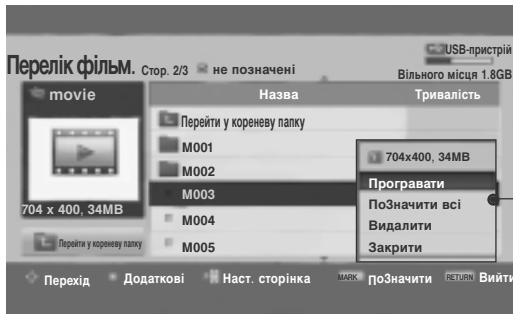 USB-пристрій
Перелік фільм. Стор. 2/3 не позначені
Вільного місця 1.8GB
movie
Назва
Тривалість
Перейти у кореневу папку
M001
M002
M003
M004
M005
704 x 400, 34MB
Перейти у кореневу папку
704x400, 34MB
Програвати
ПоЗначити всі
Видалити
Закрити
Перехід
Додаткові
Наст. сторінка
MARK ПоЗначити
RETURN Вийти